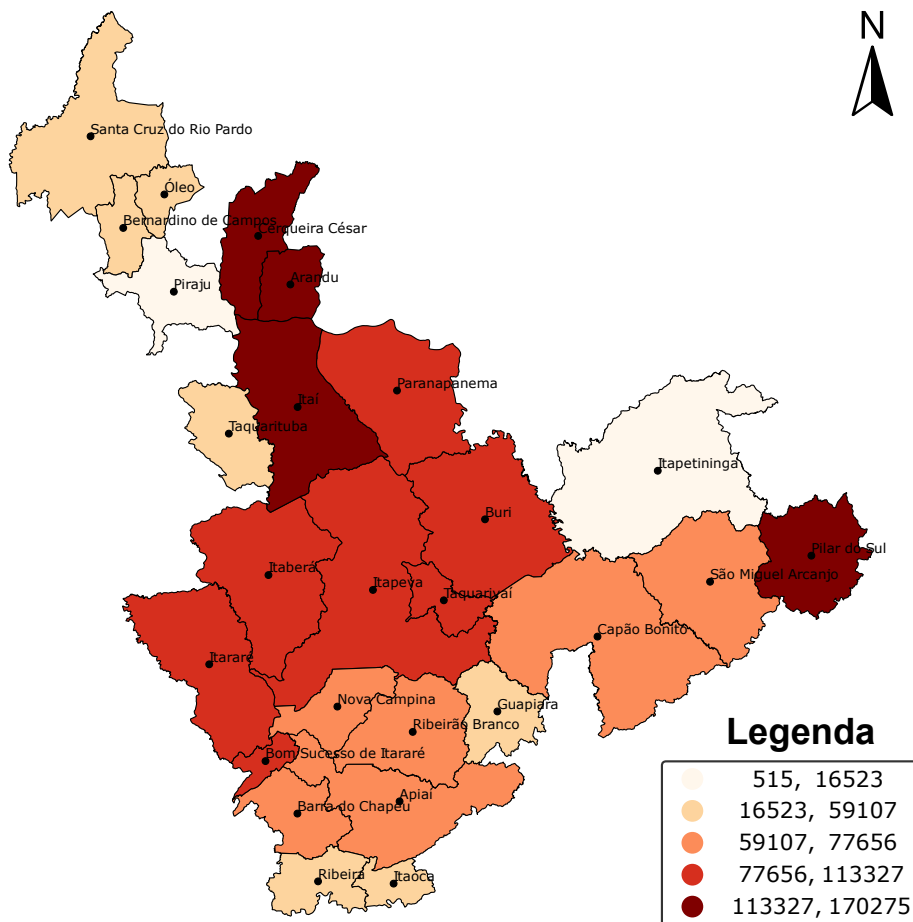 N
Santa Cruz do Rio Pardo
Óleo
Bernardino de Campos
Cerqueira César
Arandu
Piraju
Paranapanema
Itaí
Taquarituba
Itapetininga
Buri
Pilar do Sul
Itaberá
São Miguel Arcanjo
Itapeva
Taquarivaí
Capão Bonito
Itararé
Nova Campina
Guapiara
Ribeirão Branco
Bom Sucesso de Itararé
Apiaí
Barra do Chapéu
Ribeira
Itaoca
Legenda
515, 16523
16523, 59107
59107, 77656
77656, 113327
113327, 170275